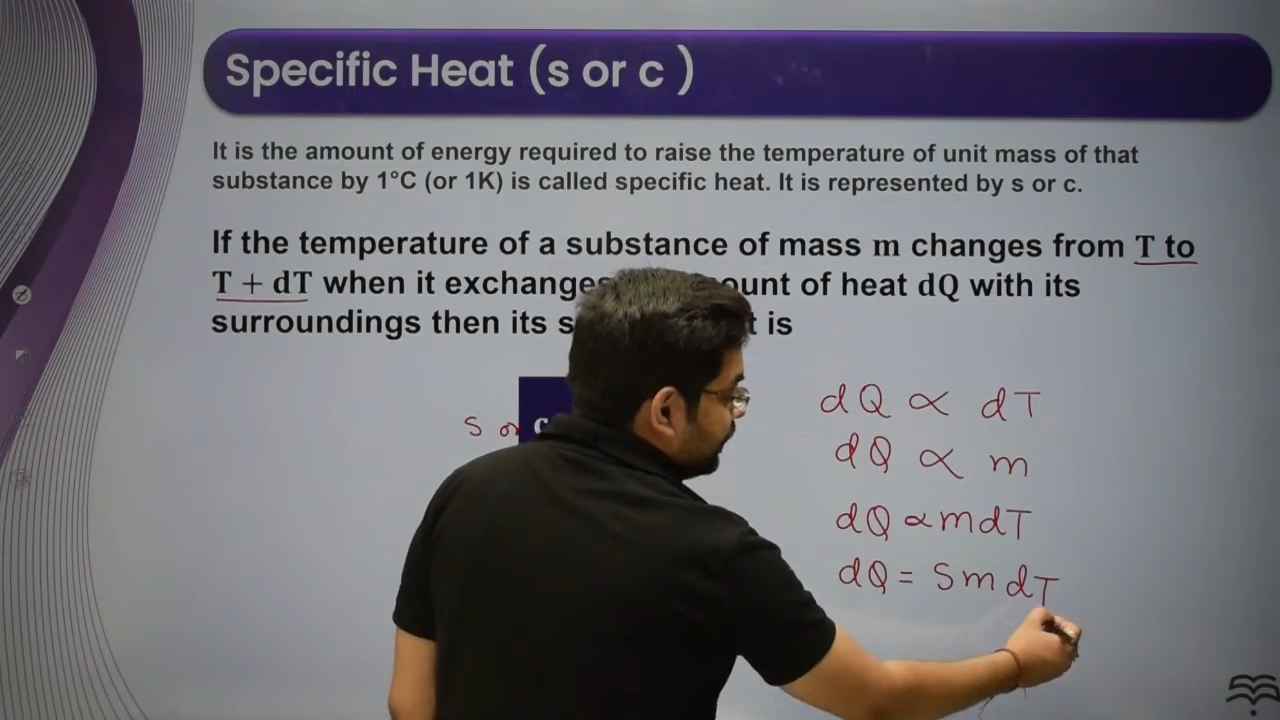 Specific Heat (s or c )
It is the amount of energy required to raise the temperature of unit mass of that
substance by 1°C (or 1K) is called specific heat. It is represented by s or c.
If the temperature of a substance of mass m changes from T to
T + dT when it exchanges of heat dQ with its
surroundings then its is
dQ ∝ dT
S or c
dQ ∝ m
dQ ∝ mdT
dQ = SmdT